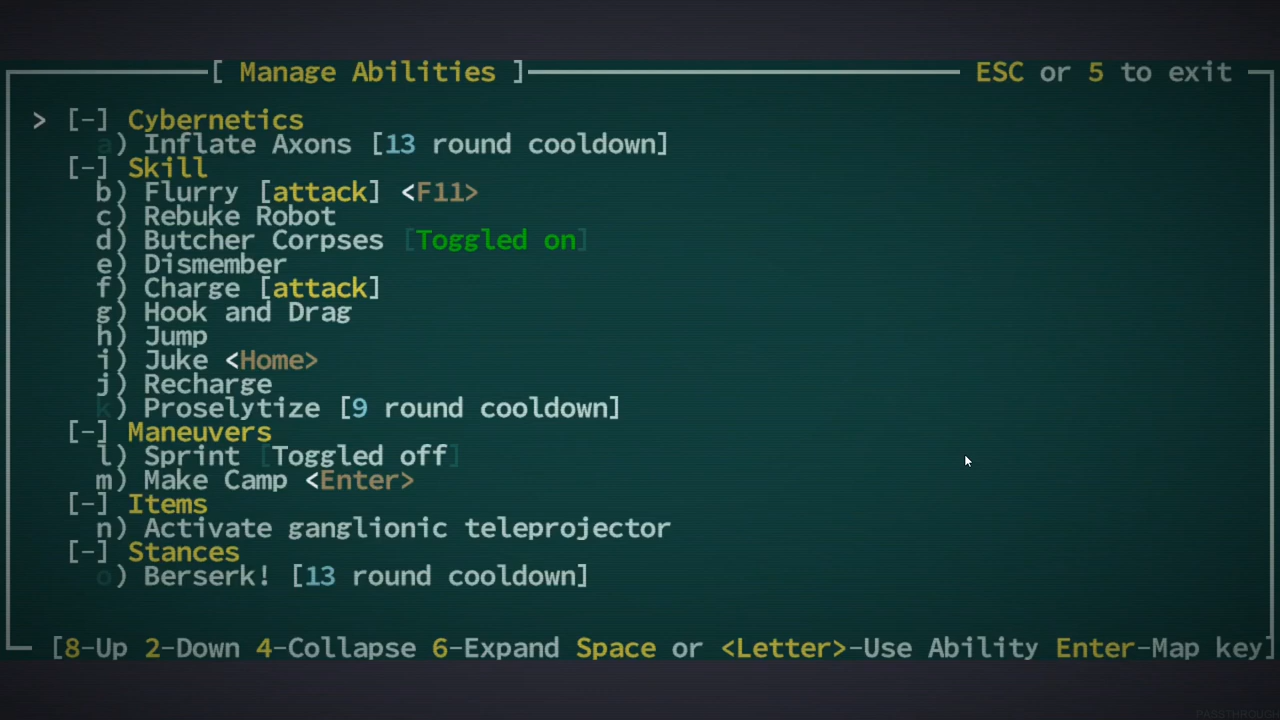 [ Manage Abilities ] ESC or 5 to exit
> [-] Cybernetics
a) Inflate Axons [13 round cooldown]
[-] Skill
b) Flurry [attack] <F11>
c) Rebuke Robot
d) Butcher Corpses [Toggled on]
e) Dismember
f) Charge [attack]
g) Hook and Drag
h) Jump
i) Juke <Home>
j) Recharge
k) Proselytize [9 round cooldown]
[-] Maneuvers
l) Sprint [Toggled off]
m) Make Camp <Enter>
[-] Items
n) Activate ganglionic teleprojector
[-] Stances
o) Berserk! [13 round cooldown]
[8-Up 2-Down 4-Collapse 6-Expand Space or <Letter>-Use Ability Enter-Map key]